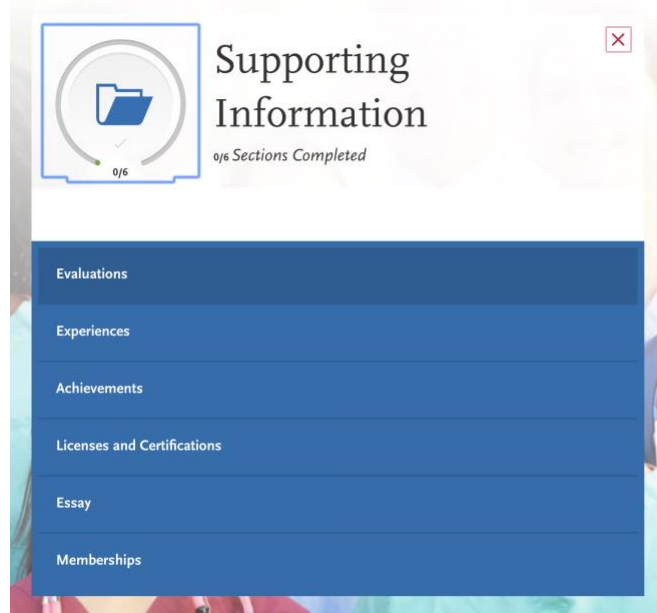 Supporting
Information
0/6 Sections Completed
0/6
Evaluations
Experiences
Achievements
Licenses and Certifications
Essay
Memberships